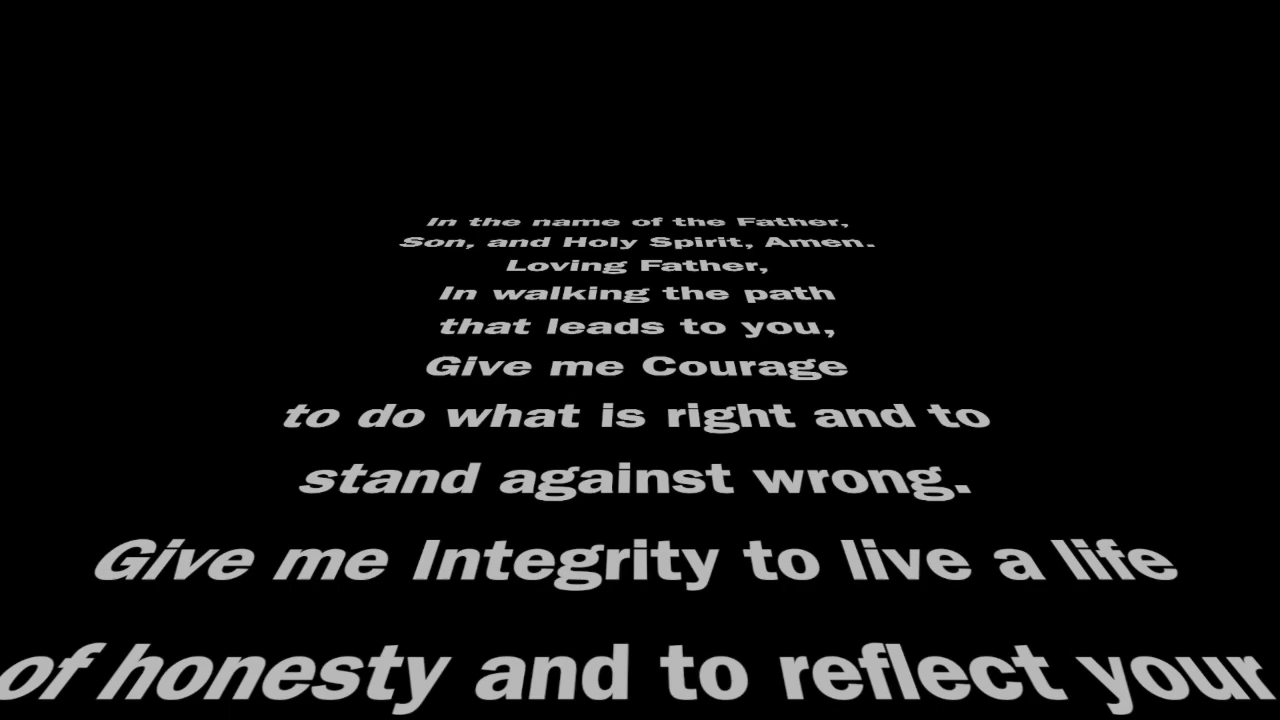 In the name of the Father,
Son, and Holy Spirit, Amen.
Loving Father,
In walking the path
that leads to you,
Give me Courage
to do what is right and to
stand against wrong.
Give me Integrity to live a life
of honesty and to reflect your